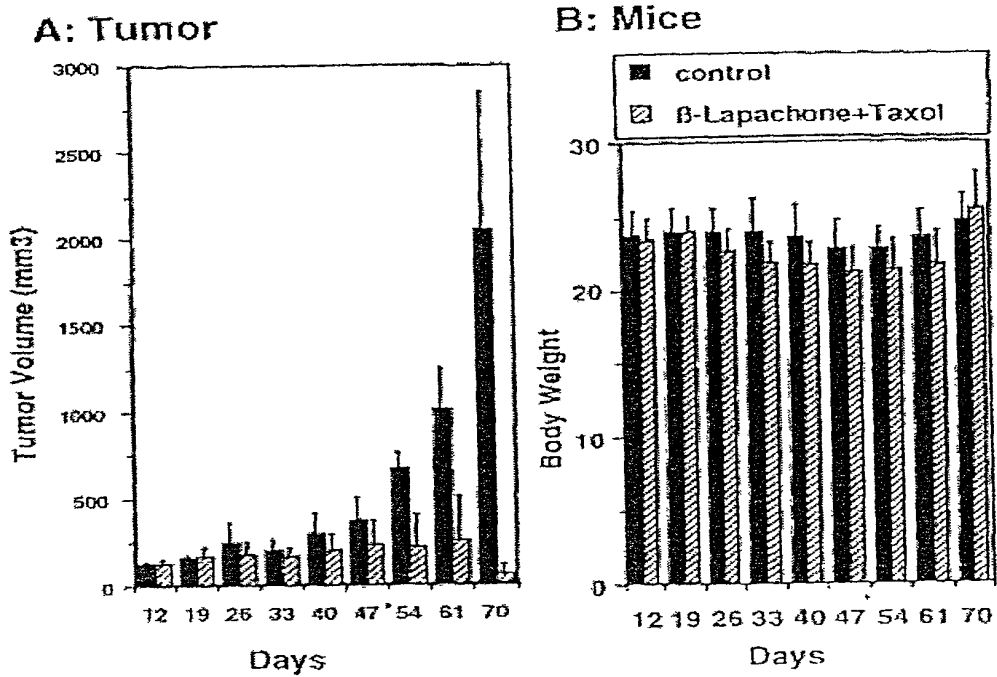 A: Tumor
Tumor Volume (mm3)
3000
2500
2000
1500
1000
500
0
12 19 26 33 40 47 54 61 70
Days
B: Mice
control
ß-Lapachone+Taxol
Body Weight
30
20
10
0
12 19 26 33 40 47 54 61 70
Days